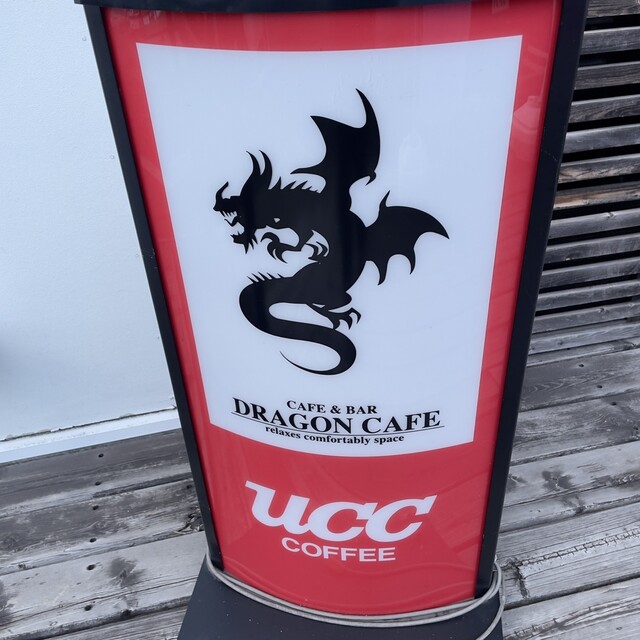 CAFE & BAR
DRAGON CAFE
relaxes comfortably space
UCC
COFFEE